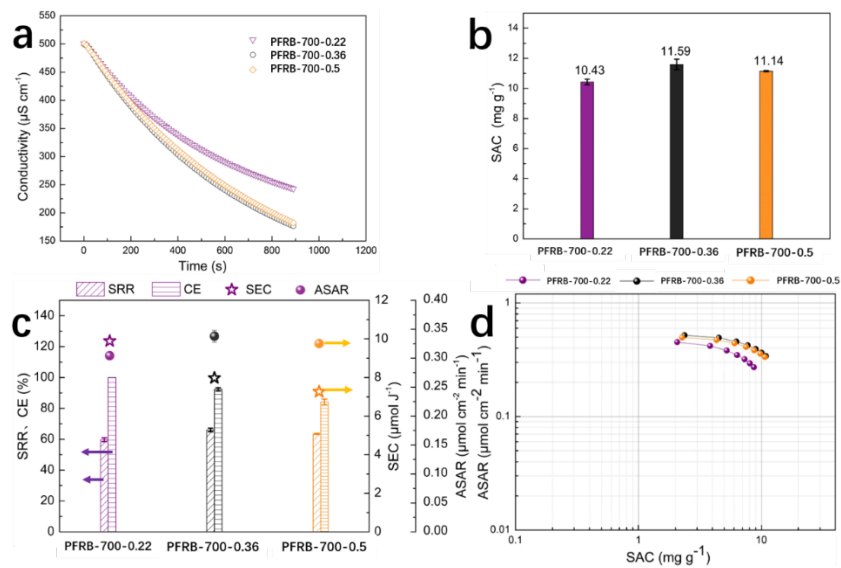 a
550
500
450
400
350
300
250
200
150
Conductivity (μS cm⁻¹)
PFRB-700-0.22
PFRB-700-0.36
PFRB-700-0.5
0 200 400 600 800 1000 1200
Time (s)
b
14
12
10
8
6
4
2
0
SAC (mg g⁻¹)
10.43
11.59
11.14
PFRB-700-0.22 PFRB-700-0.36 PFRB-700-0.5
SRR CE SEC ASAR
c
140
120
100
80
60
40
20
0
SRR、CE (%)
12
10
8
6
4
2
0
SEC (μmol J⁻¹)
0.40
0.35
0.30
0.25
0.20
0.15
0.10
0.05
0.00
ASAR (μmol cm⁻² min⁻¹)
PFRB-700-0.22 PFRB-700-0.36 PFRB-700-0.5
PFRB-700-0.22 PFRB-700-0.36 PFRB-700-0.5
d
1
0.1
0.01
ASAR (μmol cm⁻² min⁻¹)
0.1 1 10
SAC (mg g⁻¹)